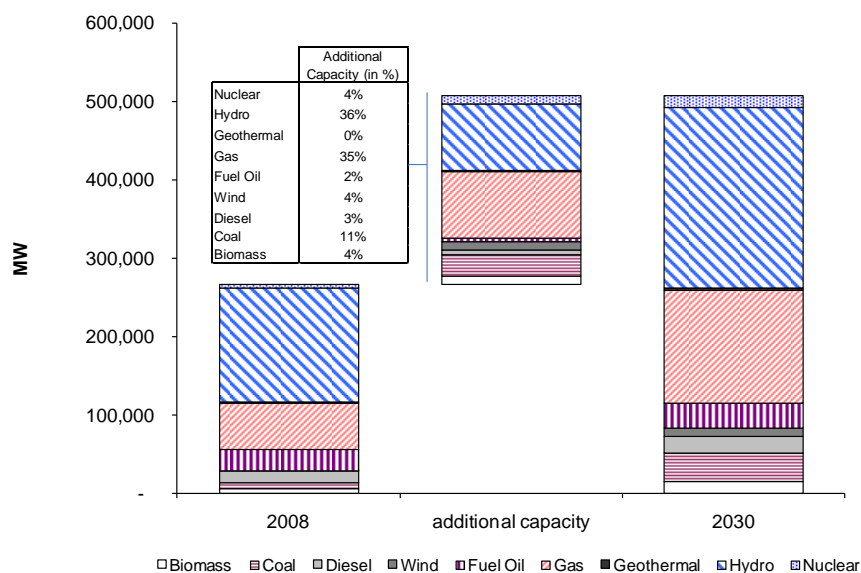 600,000
500,000
400,000
300,000
200,000
100,000
-
MW
Additional
Capacity (in %)
Nuclear 4%
Hydro 36%
Geothermal 0%
Gas 35%
Fuel Oil 2%
Wind 4%
Diesel 3%
Coal 11%
Biomass 4%
2008 additional capacity 2030
Biomass Coal Diesel Wind Fuel Oil Gas Geothermal Hydro Nuclear